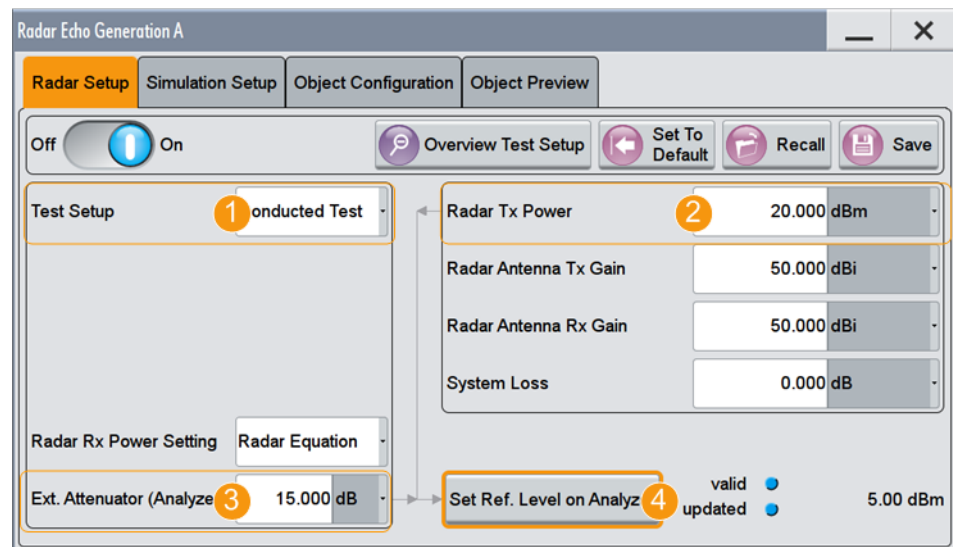 Radar Echo Generation A
Radar Setup Simulation Setup Object Configuration Object Preview
Off On Overview Test Setup Set To Default Recall Save
Test Setup 1 onducted Test Radar Tx Power 2 20.000 dBm
Radar Antenna Tx Gain 50.000 dBi
Radar Antenna Rx Gain 50.000 dBi
System Loss 0.000 dB
Radar Rx Power Setting Radar Equation
Ext. Attenuator (Analyze 3 15.000 dB Set Ref. Level on Analyz 4 valid updated 5.00 dBm